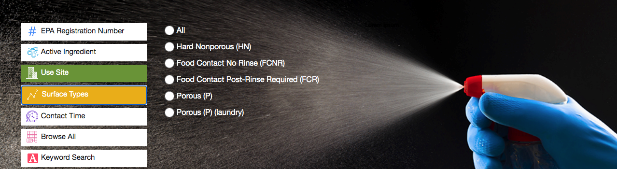 # EPA Registration Number
Active Ingredient
Use Site
Surface Types
Contact Time
Browse All
A Keyword Search
All
Hard Nonporous (HN)
Food Contact No Rinse (FCNR)
Food Contact Post-Rinse Required (FCR)
Porous (P)
Porous (P) (laundry)